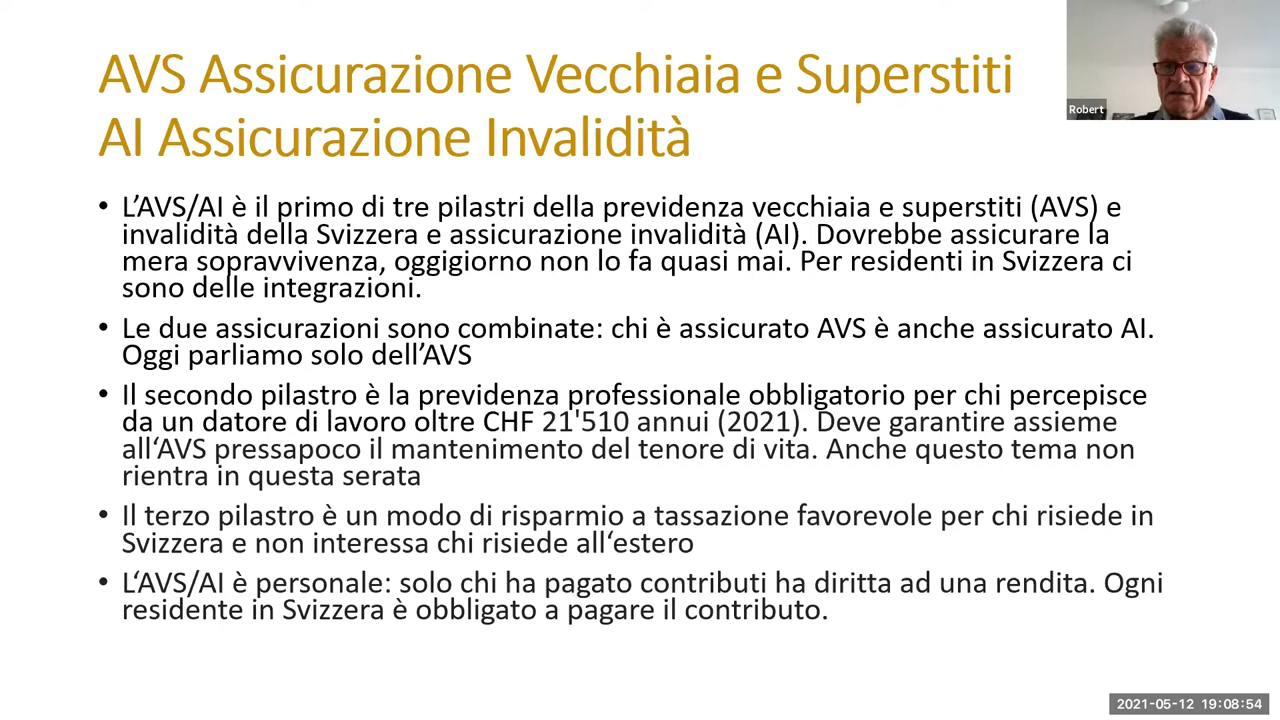 AVS Assicurazione Vecchiaia e Superstiti
AI Assicurazione Invalidità
Robert
• L’AVS/AI è il primo di tre pilastri della previdenza vecchiaia e superstiti (AVS) e
invalidità della Svizzera e assicurazione invalidità (AI). Dovrebbe assicurare la
mera sopravvivenza, oggigiorno non lo fa quasi mai. Per residenti in Svizzera ci
sono delle integrazioni.
• Le due assicurazioni sono combinate: chi è assicurato AVS è anche assicurato AI.
Oggi parliamo solo dell’AVS
• Il secondo pilastro è la previdenza professionale obbligatorio per chi percepisce
da un datore di lavoro oltre CHF 21'510 annui (2021). Deve garantire assieme
all‘AVS pressapoco il mantenimento del tenore di vita. Anche questo tema non
rientra in questa serata
• Il terzo pilastro è un modo di risparmio a tassazione favorevole per chi risiede in
Svizzera e non interessa chi risiede all‘estero
• L‘AVS/AI è personale: solo chi ha pagato contributi ha diritta ad una rendita. Ogni
residente in Svizzera è obbligato a pagare il contributo.
2021-05-12 19:08:54